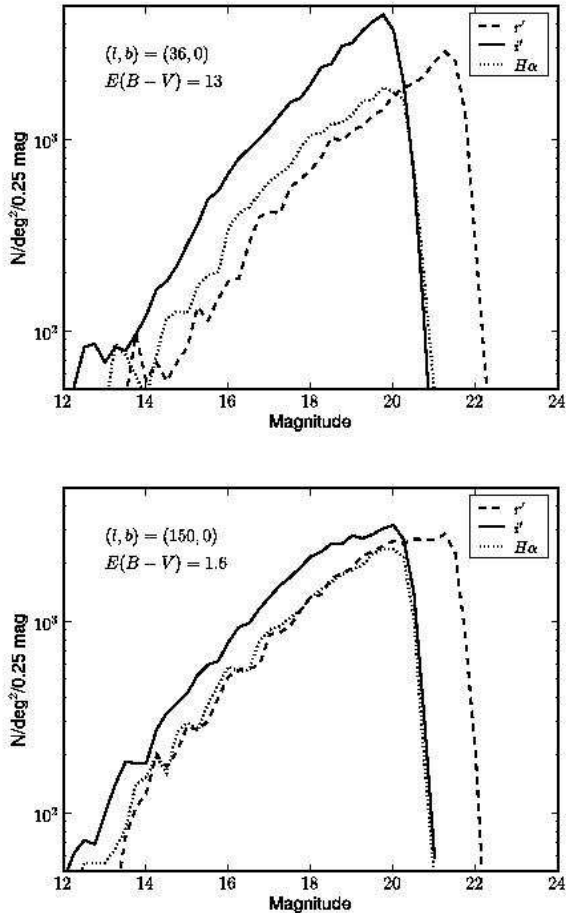 (l, b) = (36, 0)
E(B − V) = 13
r′
i′
Hα
10³
10²
N/deg²/0.25 mag
12 14 16 18 20 22 24
Magnitude
(l, b) = (150, 0)
E(B − V) = 1.6
r′
i′
Hα
10³
10²
N/deg²/0.25 mag
12 14 16 18 20 22 24
Magnitude